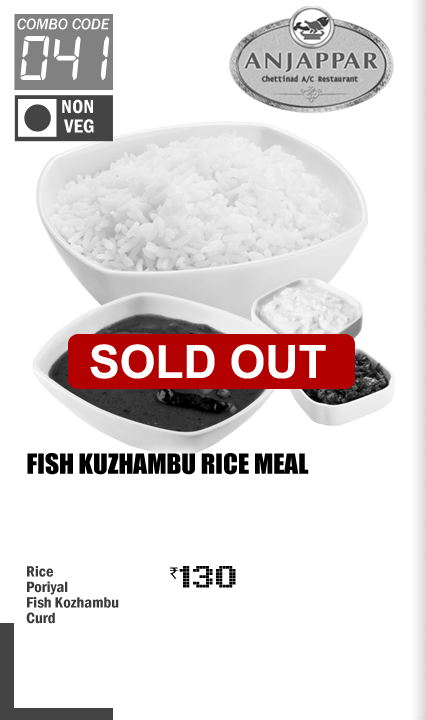 COMBO CODE
041
NON
VEG
ANJAPPAR
Chettinad A/C Restaurant
SOLD OUT
FISH KUZHAMBU RICE MEAL
Rice
Poriyal
Fish Kozhambu
Curd
₹130